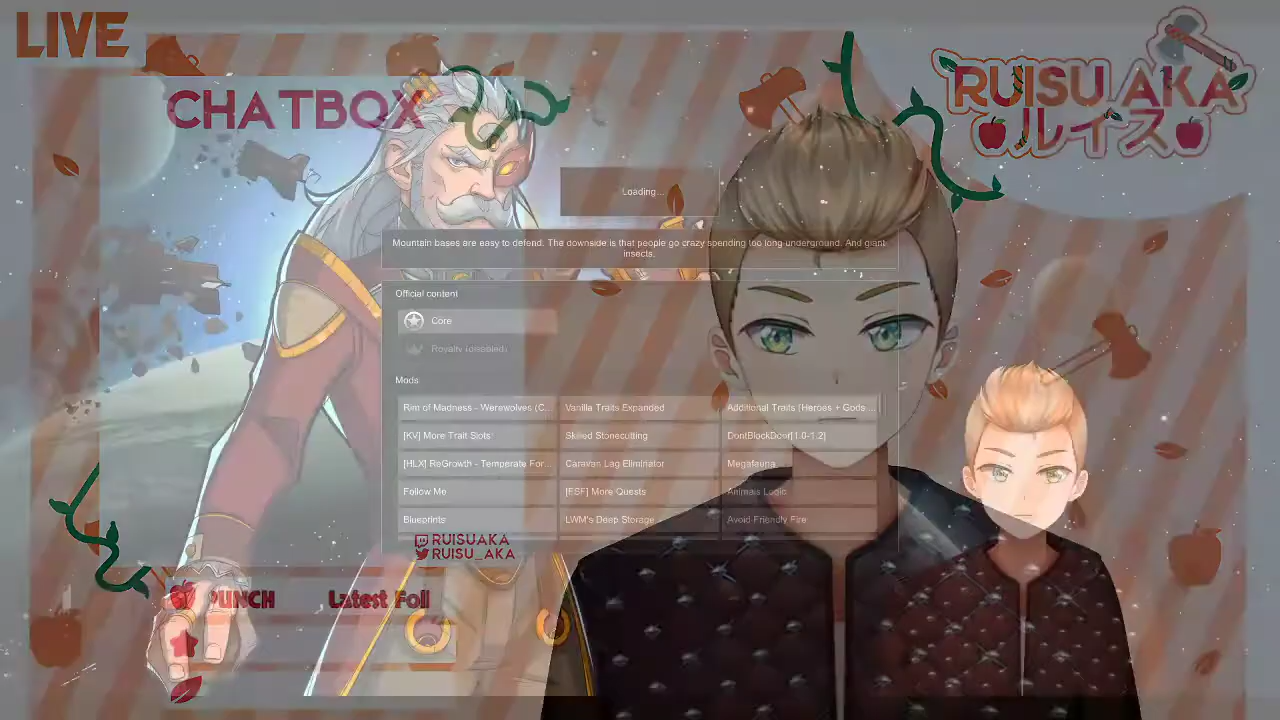 LIVE
RUISU AKA
ルイス
CHATBOX
Loading...
Mountain bases are easy to defend. The downside is that people go crazy spending too long underground. And giant
insects.
Official content
Core
Royalty (disabled)
Mods
Rim of Madness - Werewolves (C...
Vanilla Traits Expanded
Additional Traits [Heroes + Gods ...
[KV] More Trait Slots
Skilled Stonecutting
DontBlockDoor[1.0-1.2]
[HLX] ReGrowth - Temperate For...
Caravan Lag Eliminator
Megafauna
Follow Me
[ESF] More Quests
Animals Logic
Blueprints
LWM's Deep Storage
Avoid Friendly Fire
RUISUAKA
RUISU_AKA
PUNCH
Latest Foll